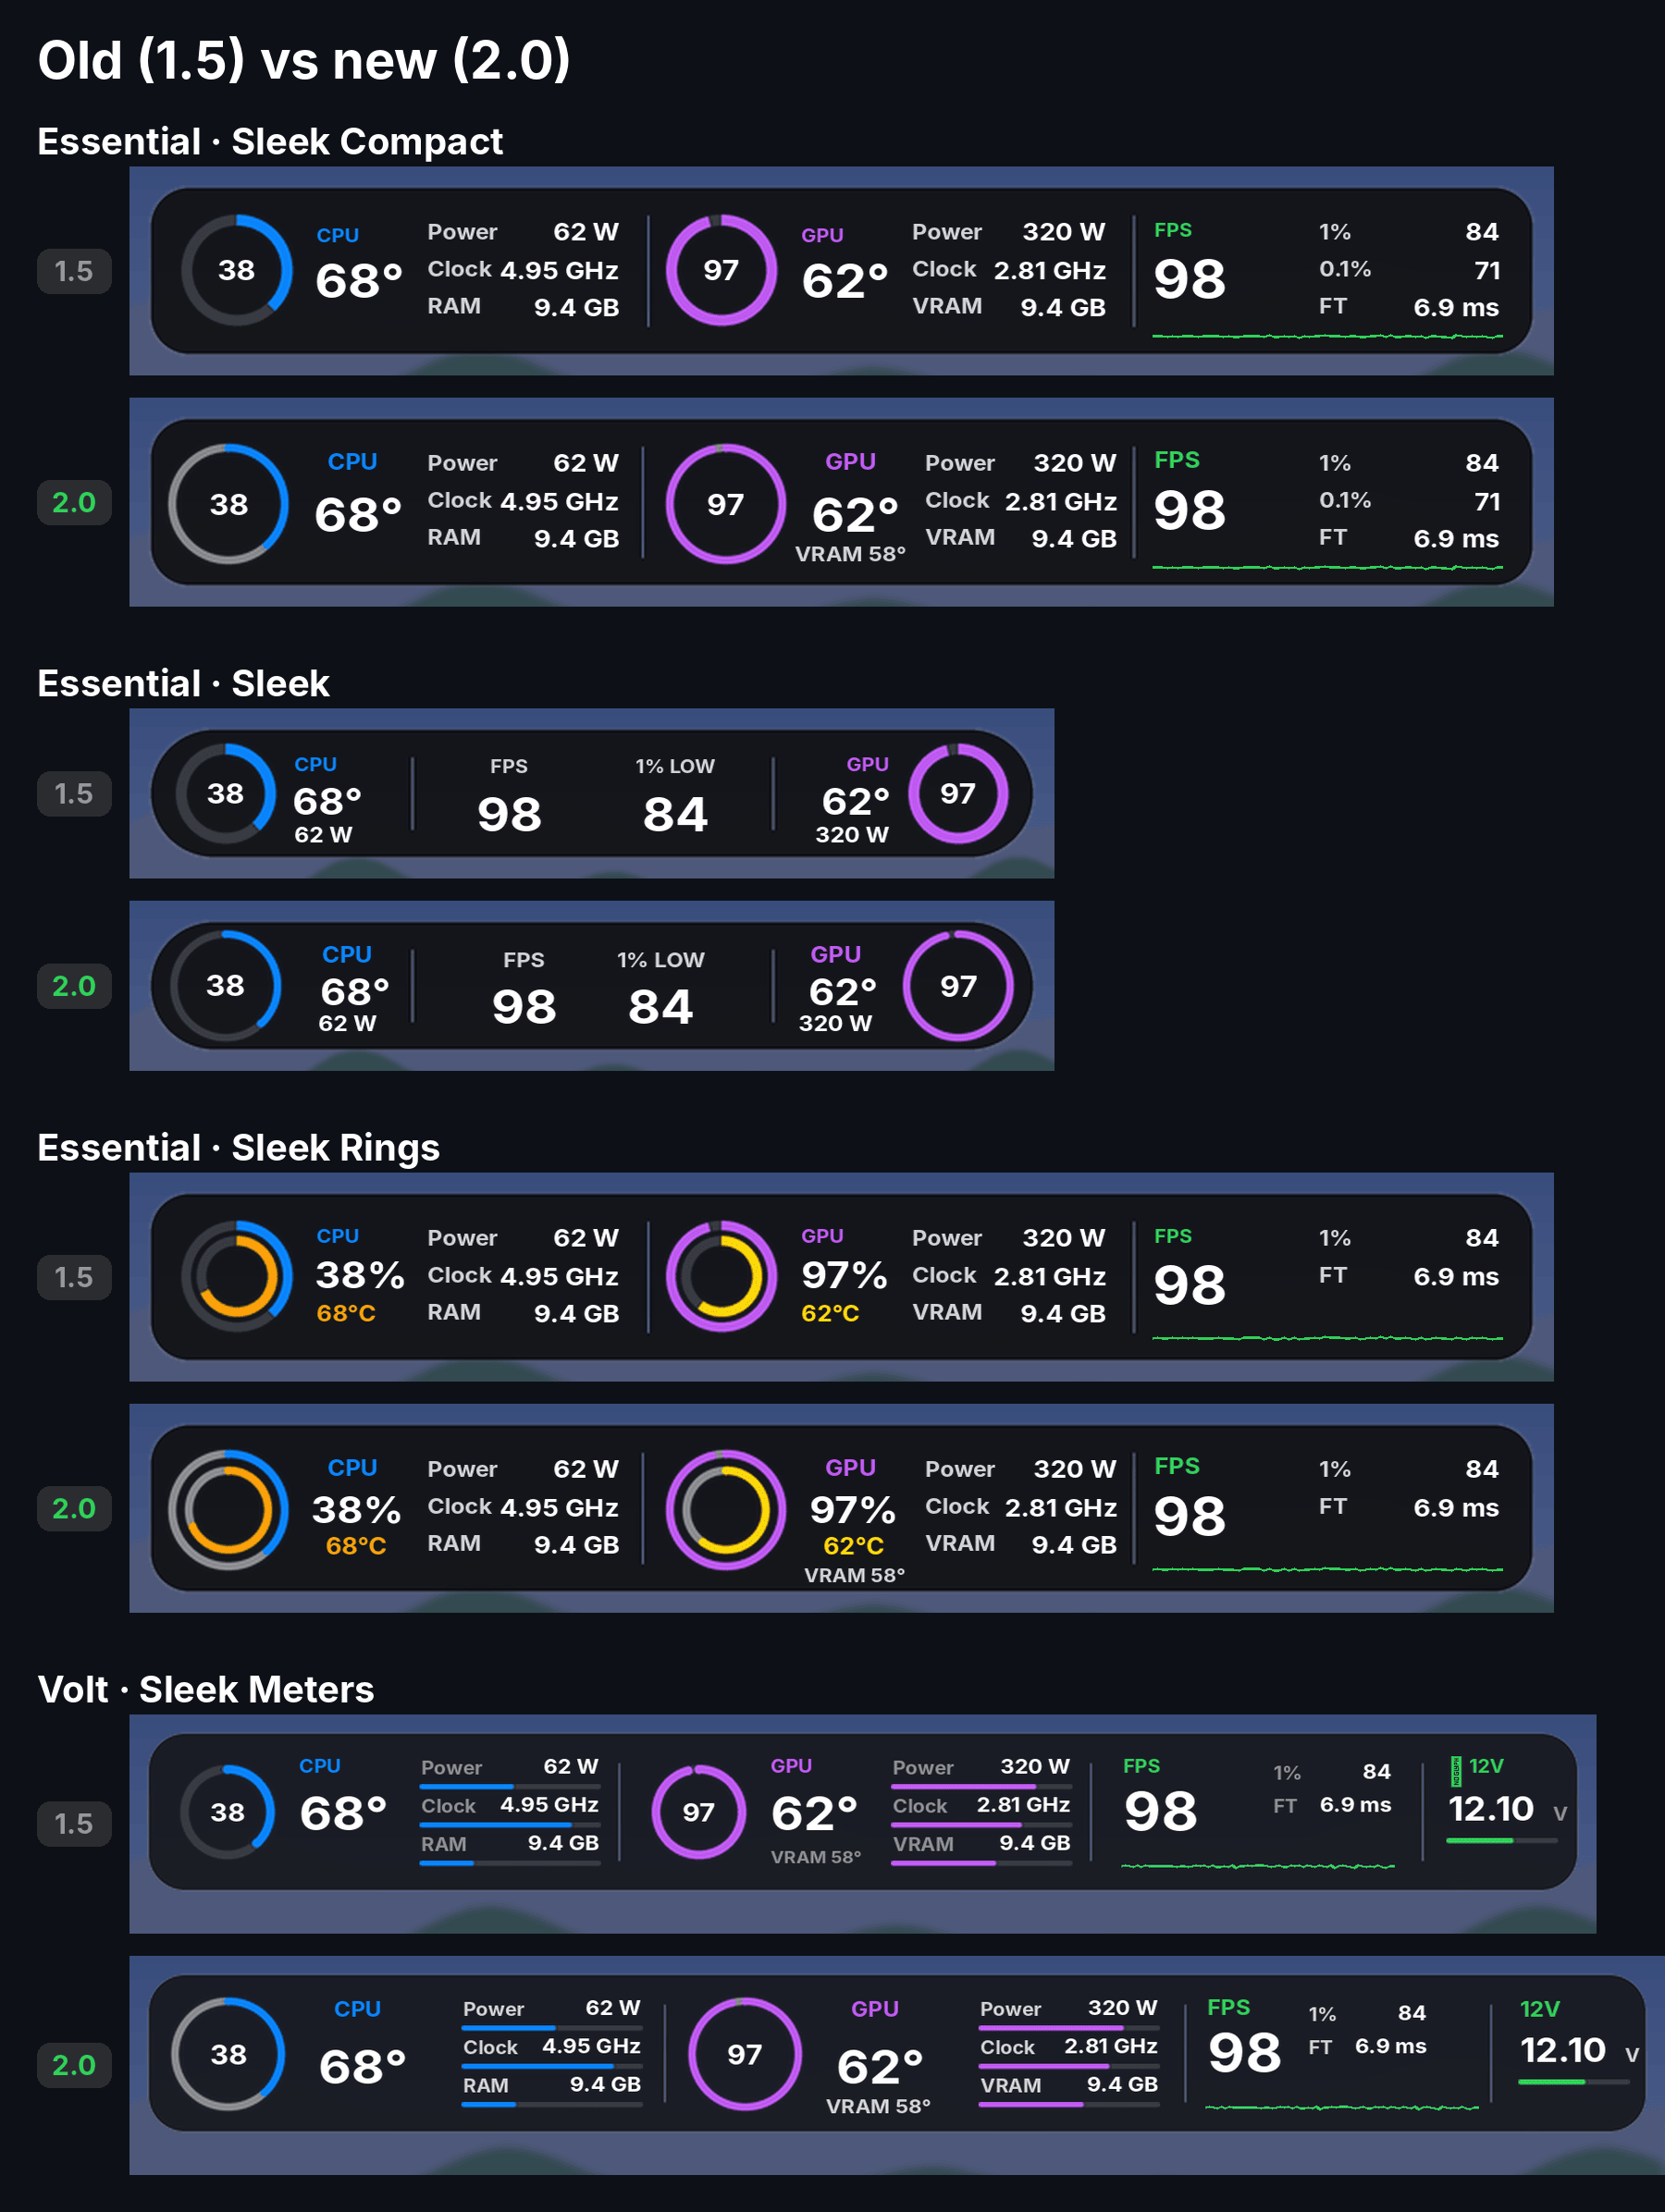 Old (1.5) vs new (2.0)
Essential · Sleek Compact
1.5
38
CPU
68°
Power 62 W
Clock 4.95 GHz
RAM 9.4 GB
97
GPU
62°
Power 320 W
Clock 2.81 GHz
VRAM 9.4 GB
FPS
98
1% 84
0.1% 71
FT 6.9 ms
2.0
38
CPU
68°
Power 62 W
Clock 4.95 GHz
RAM 9.4 GB
97
GPU
62°
VRAM 58°
Power 320 W
Clock 2.81 GHz
VRAM 9.4 GB
FPS
98
1% 84
0.1% 71
FT 6.9 ms
Essential · Sleek
1.5
38
CPU
68°
62 W
FPS
98
1% LOW
84
GPU
62°
320 W
97
2.0
38
CPU
68°
62 W
FPS
98
1% LOW
84
GPU
62°
320 W
97
Essential · Sleek Rings
1.5
CPU
38%
68°C
Power 62 W
Clock 4.95 GHz
RAM 9.4 GB
GPU
97%
62°C
Power 320 W
Clock 2.81 GHz
VRAM 9.4 GB
FPS
98
1% 84
FT 6.9 ms
2.0
CPU
38%
68°C
Power 62 W
Clock 4.95 GHz
RAM 9.4 GB
GPU
97%
62°C
VRAM 58°
Power 320 W
Clock 2.81 GHz
VRAM 9.4 GB
FPS
98
1% 84
FT 6.9 ms
Volt · Sleek Meters
1.5
38
CPU
68°
Power 62 W
Clock 4.95 GHz
RAM 9.4 GB
97
GPU
62°
VRAM 58°
Power 320 W
Clock 2.81 GHz
VRAM 9.4 GB
FPS
98
1% 84
FT 6.9 ms
12V
12.10 V
2.0
38
CPU
68°
Power 62 W
Clock 4.95 GHz
RAM 9.4 GB
97
GPU
62°
VRAM 58°
Power 320 W
Clock 2.81 GHz
VRAM 9.4 GB
FPS
98
1% 84
FT 6.9 ms
12V
12.10 V